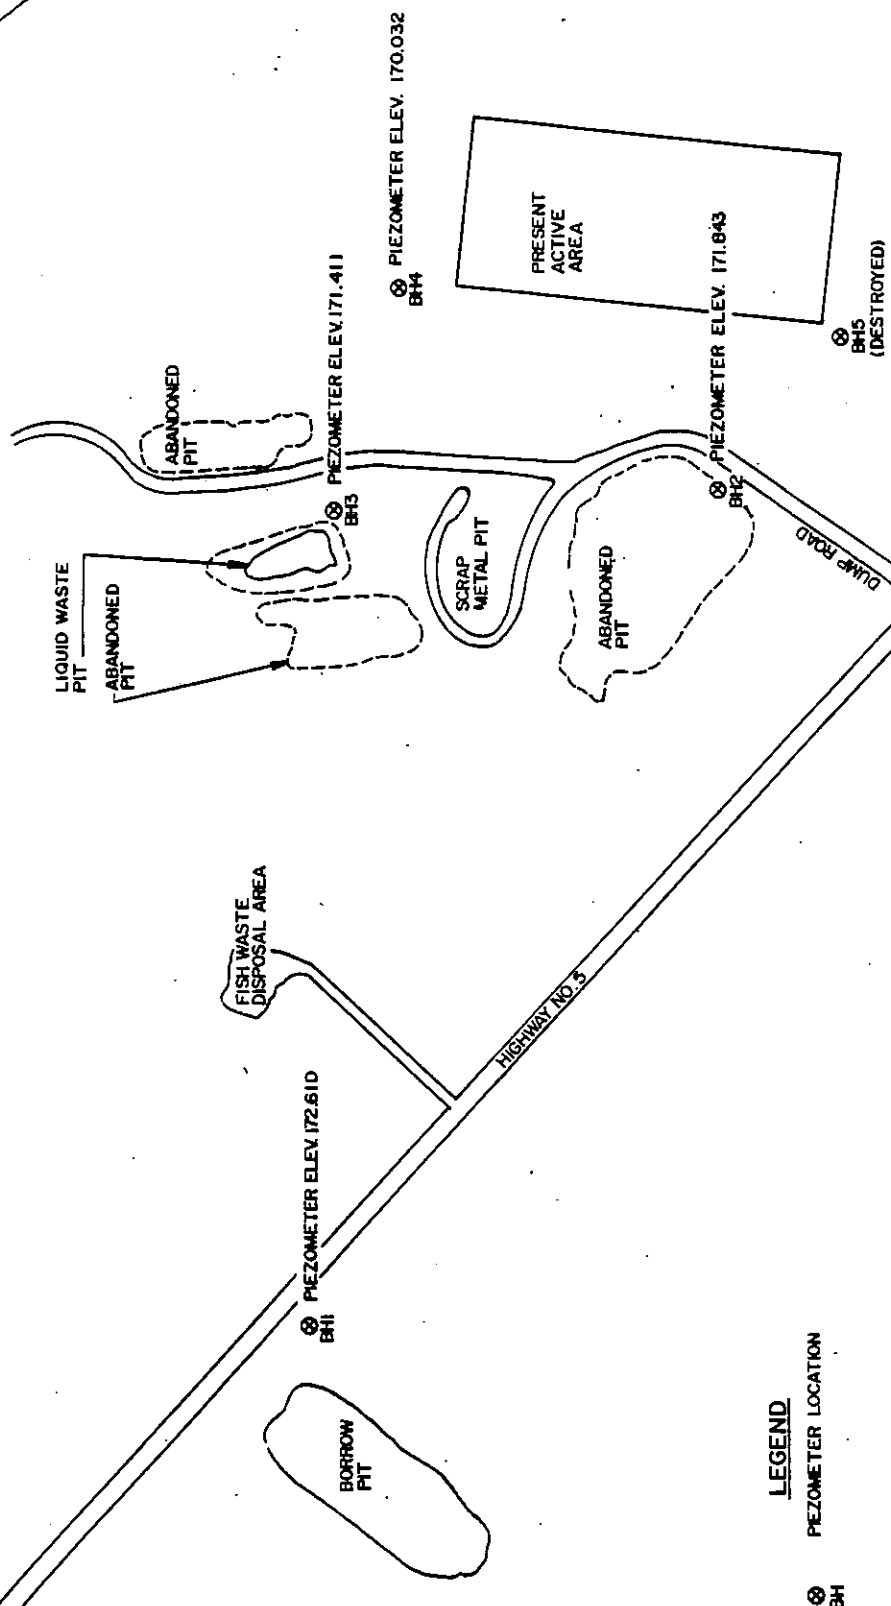 LIQUID WASTE
PIT
ABANDONED
PIT
ABANDONED
PIT
PIEZOMETER ELEV. 171.411
BH3
PIEZOMETER ELEV. 170.032
BH4
PRESENT
ACTIVE
AREA
SCRAP
METAL PIT
ABANDONED
PIT
PIEZOMETER ELEV. 171.843
BH2
BH5
(DESTROYED)
DUMP ROAD
FISH WASTE
DISPOSAL AREA
HIGHWAY NO. 5
PIEZOMETER ELEV. 172.610
BH1
BORROW
PIT
LEGEND
BH
PIEZOMETER LOCATION